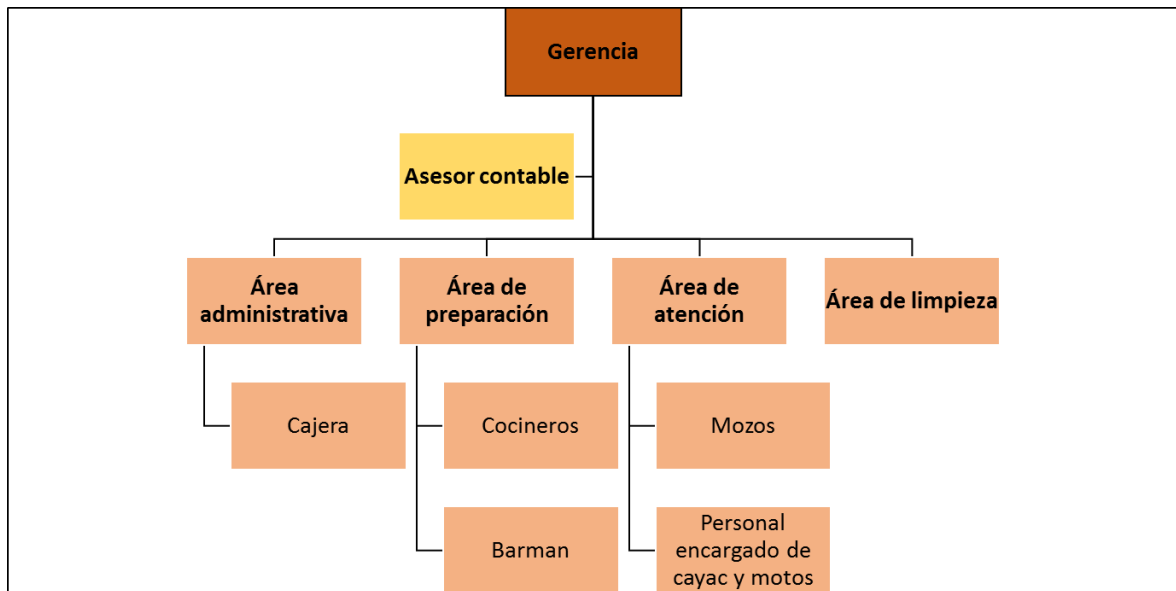 Gerencia
Asesor contable
Área
administrativa
Área de
preparación
Área de
atención
Área de limpieza
Cajera
Cocineros
Mozos
Barman
Personal
encargado de
cayac y motos